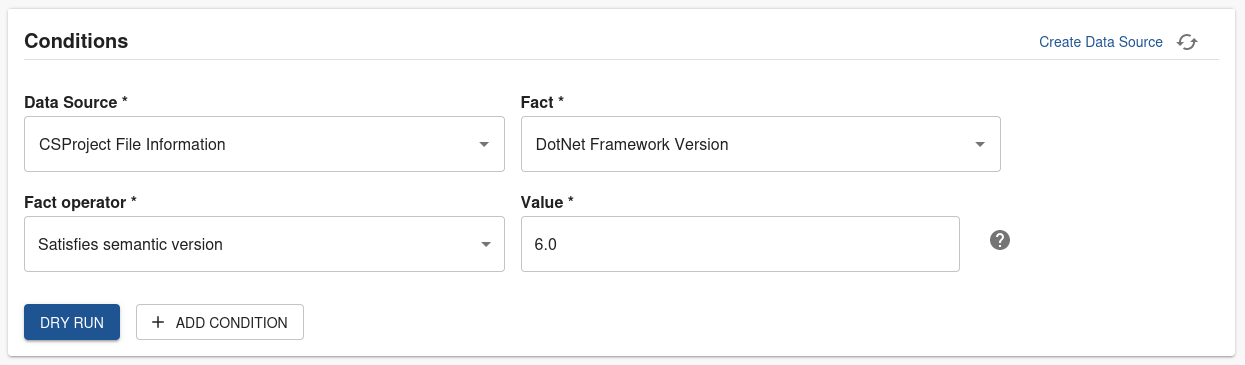 Conditions
Create Data Source
Data Source *
Fact *
CSProject File Information
DotNet Framework Version
Fact operator *
Value *
Satisfies semantic version
6.0
?
DRY RUN
+ ADD CONDITION